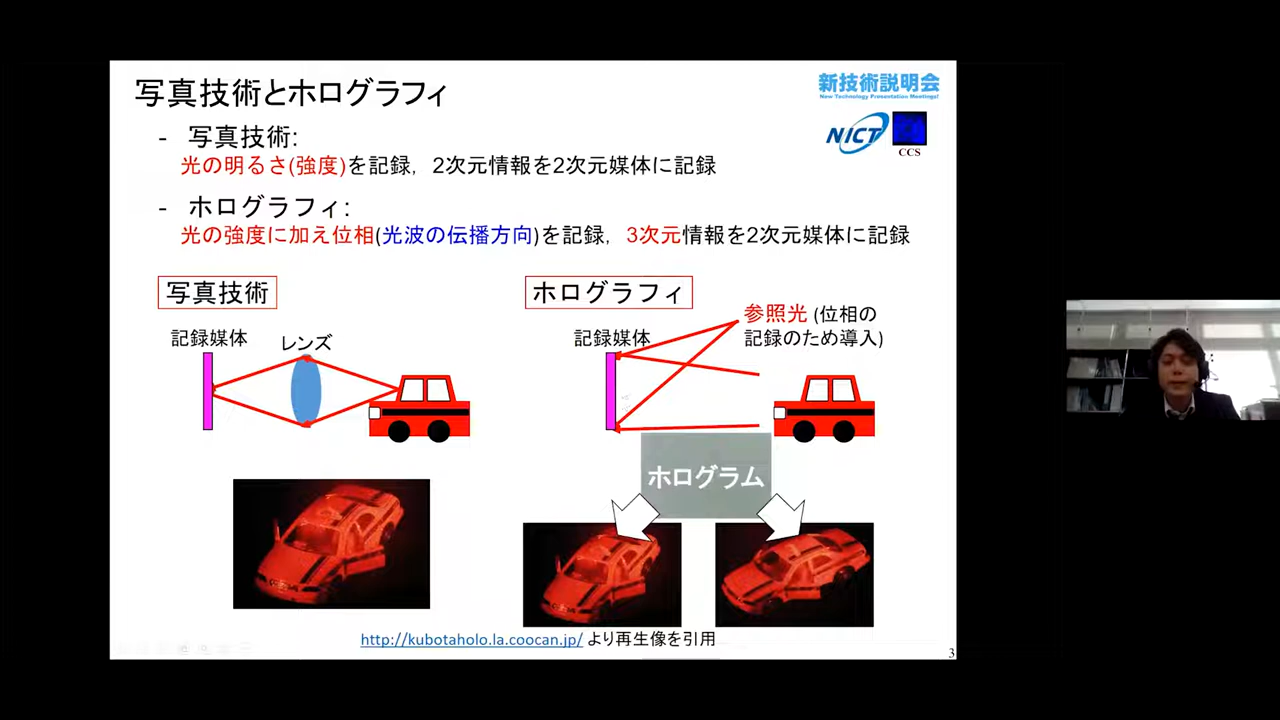 写真技術とホログラフィ
新技術説明会
New Technology Presentation Meetings!
NICT
CCS
- 写真技術:
光の明るさ(強度)を記録, 2次元情報を2次元媒体に記録
- ホログラフィ:
光の強度に加え位相(光波の伝播方向)を記録, 3次元情報を2次元媒体に記録
写真技術
記録媒体
レンズ
ホログラフィ
記録媒体
参照光 (位相の
記録のため導入)
ホログラム
http://kubotaholo.la.coocan.jp/ より再生像を引用
3